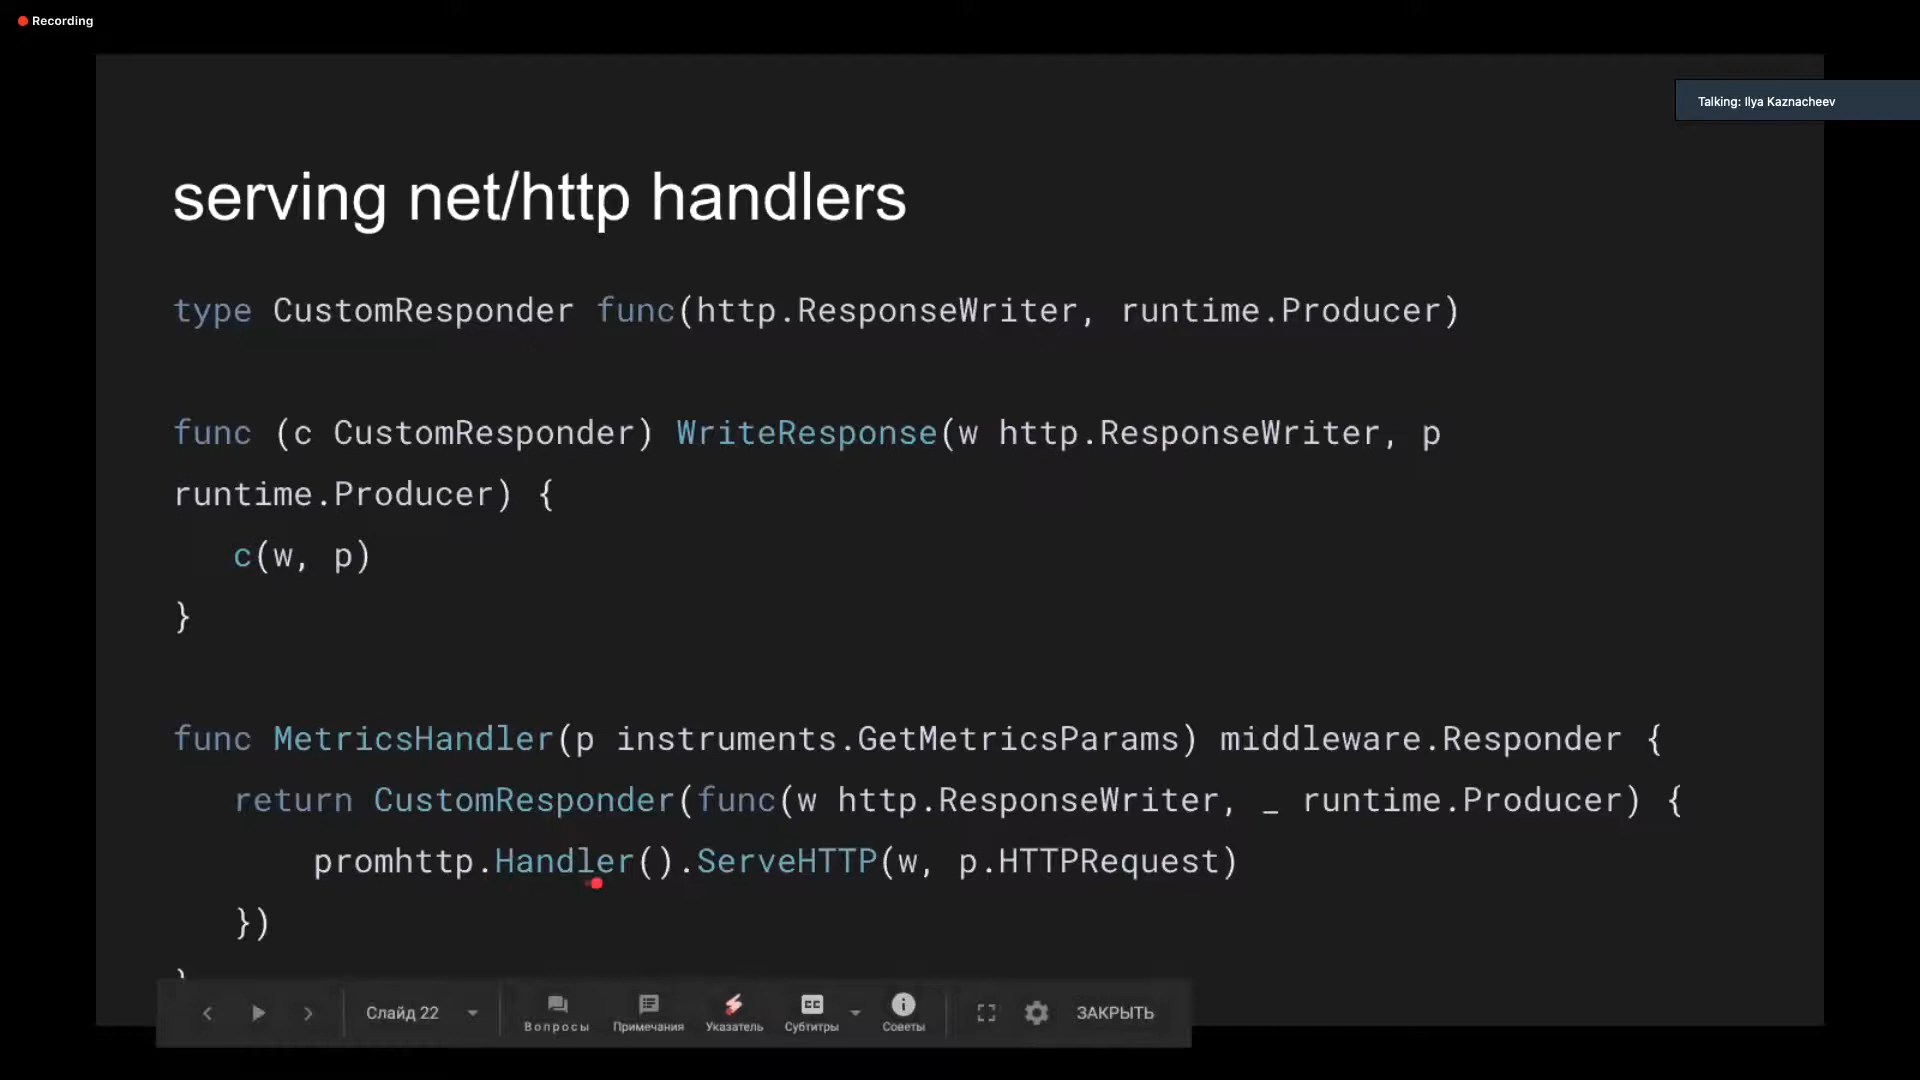 Recording
Talking: Ilya Kaznacheev
serving net/http handlers
type CustomResponder func(http.ResponseWriter, runtime.Producer)
func (c CustomResponder) WriteResponse(w http.ResponseWriter, p
runtime.Producer) {
c(w, p)
}
func MetricsHandler(p instruments.GetMetricsParams) middleware.Responder {
return CustomResponder(func(w http.ResponseWriter, _ runtime.Producer) {
promhttp.Handler().ServeHTTP(w, p.HTTPRequest)
})
}
Слайд 22
Вопросы
Примечания
Указатель
Субтитры
Советы
ЗАКРЫТЬ